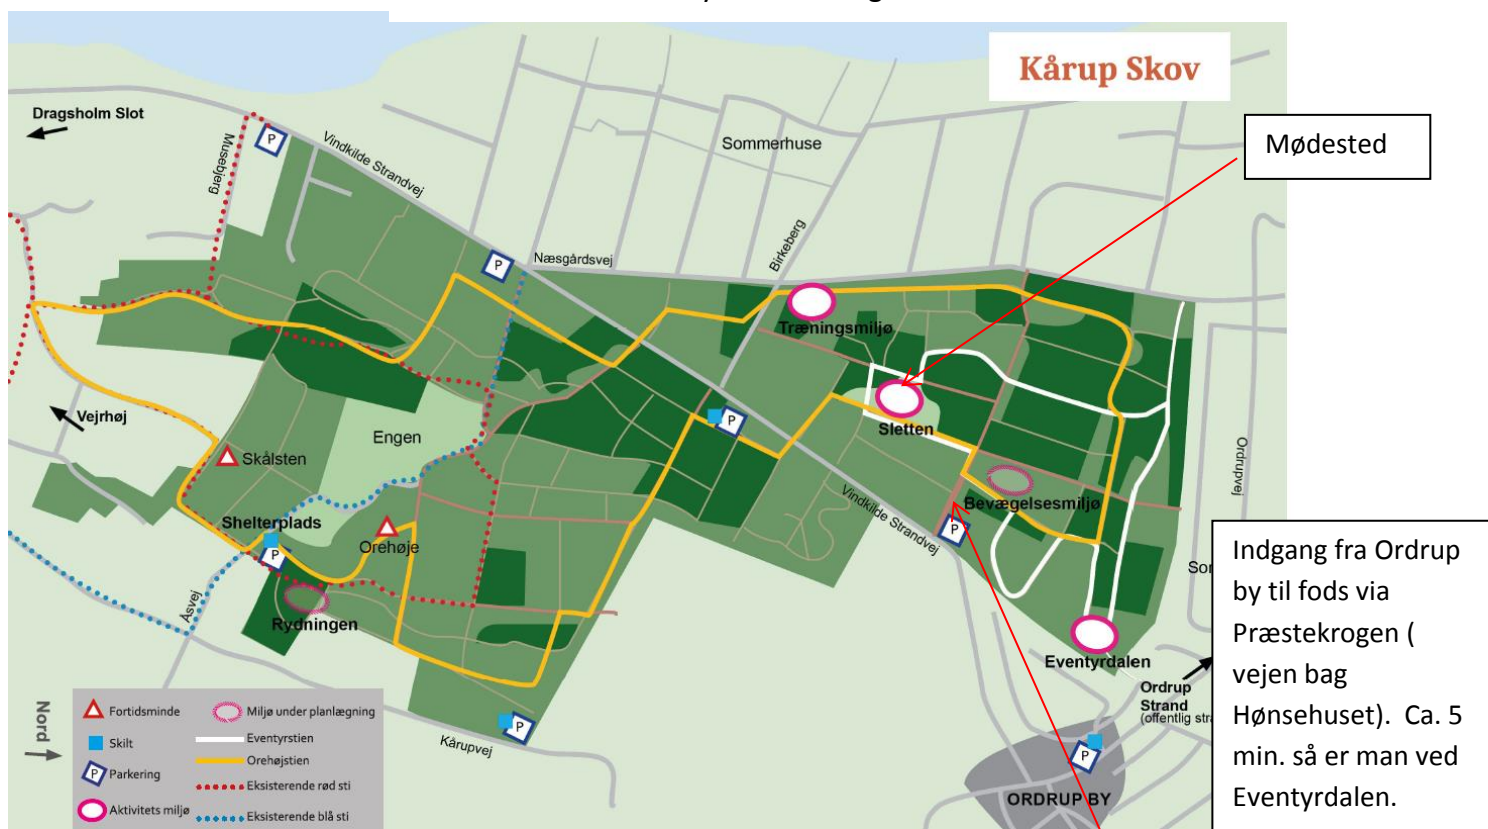 Kårup Skov
Dragsholm Slot
P
Vindkilde Strandvej
Musebjerg
Sommerhuse
Mødested
P
Næsgårdsvej
Birkeberg
Træningsmiljø
Vejrhøj
Engen
P
Sletten
Skålsten
Ordrupvej
Bevægelsesmiljø
Vindkilde Strandvej
P
Shelterplads
P
Orehøje
Åsvej
Rydningen
Indgang fra Ordrup
by til fods via
Præstekrogen (
vejen bag
Hønsehuset). Ca. 5
min. så er man ved
Eventyrdalen.
Eventyrdalen
Ordrup
Strand
(offentlig
P
ORDRUP BY
P
Kårupvej
Nord
Fortidsminde
Skilt
P Parkering
Aktivitets miljø
Miljø under planlægning
Eventyrstien
Orehøjstien
Eksisterende rød sti
Eksisterende blå sti